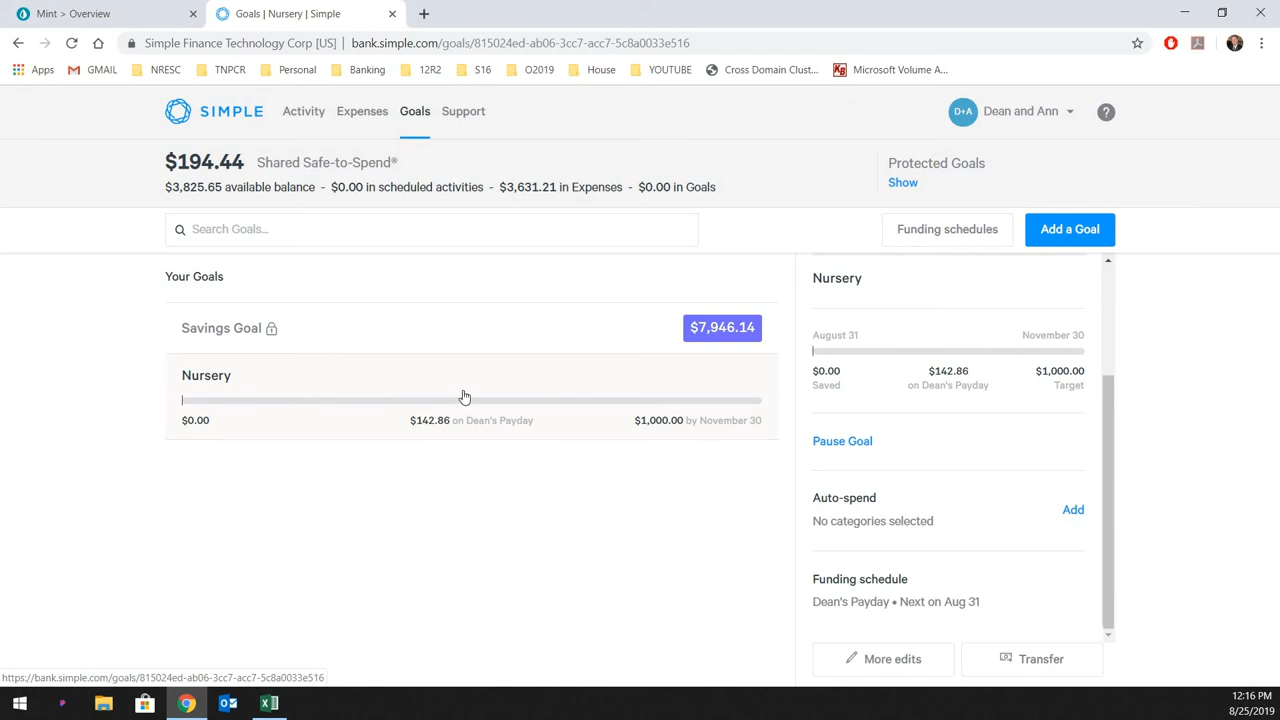 Mint > Overview
Goals | Nursery | Simple
Simple Finance Technology Corp [US] | bank.simple.com/goals/815024ed-ab06-3cc7-acc7-5c8a0033e516
Apps GMAIL NRESC TNPCR Personal Banking 12R2 S16 O2019 House YOUTUBE Cross Domain Clust... KB Microsoft Volume A...
SIMPLE Activity Expenses Goals Support D+A Dean and Ann ?
$194.44 Shared Safe-to-Spend®
$3,825.65 available balance - $0.00 in scheduled activities - $3,631.21 in Expenses - $0.00 in Goals
Protected Goals
Show
Search Goals...
Funding schedules
Add a Goal
Your Goals
Savings Goal $7,946.14
Nursery
$0.00 $142.86 on Dean's Payday $1,000.00 by November 30
Nursery
August 31 November 30
$0.00 $142.86 $1,000.00
Saved on Dean's Payday Target
Pause Goal
Auto-spend
Add
No categories selected
Funding schedule
Dean's Payday • Next on Aug 31
More edits Transfer
https://bank.simple.com/goals/815024ed-ab06-3cc7-acc7-5c8a0033e516
12:16 PM
8/25/2019